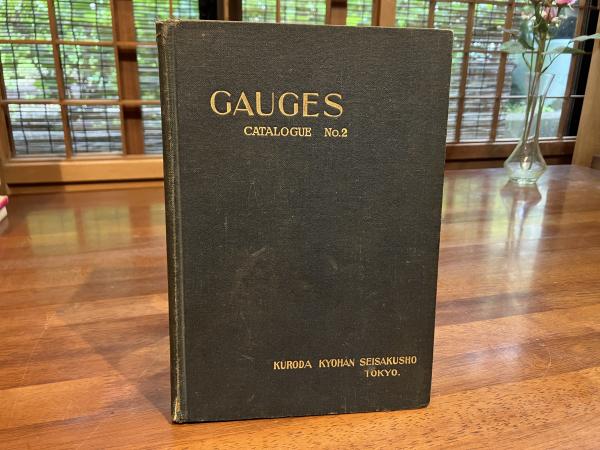 GAUGES
CATALOGUE No.2
KURODA KYOHAN SEISAKUSHO
TOKYO.